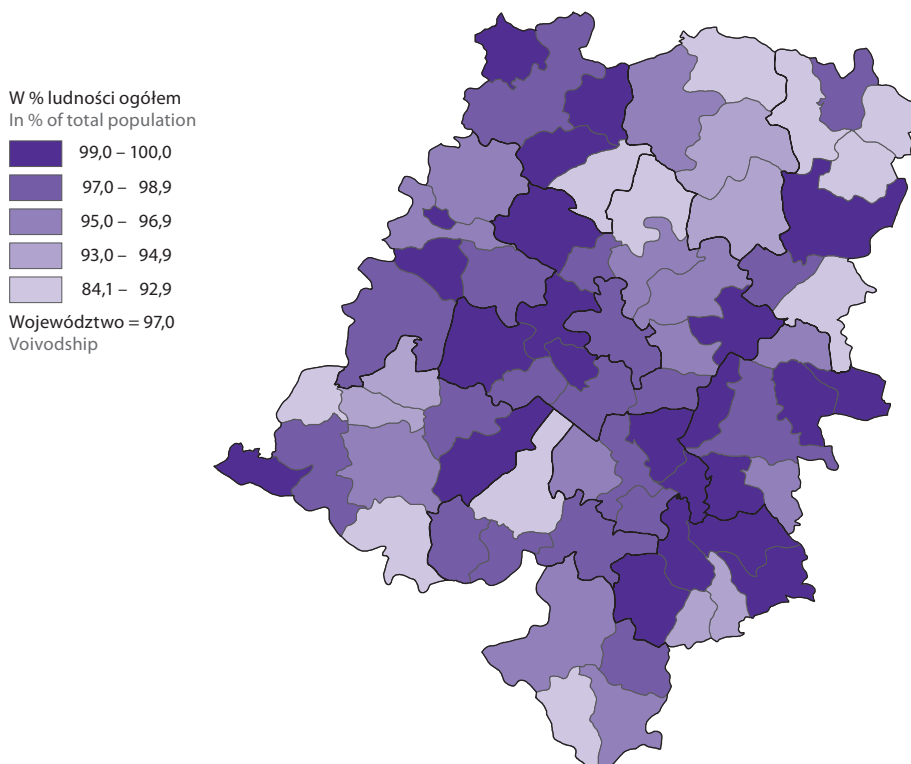 W % ludności ogółem
In % of total population
99,0 – 100,0
97,0 – 98,9
95,0 – 96,9
93,0 – 94,9
84,1 – 92,9
Województwo = 97,0
Voivodship